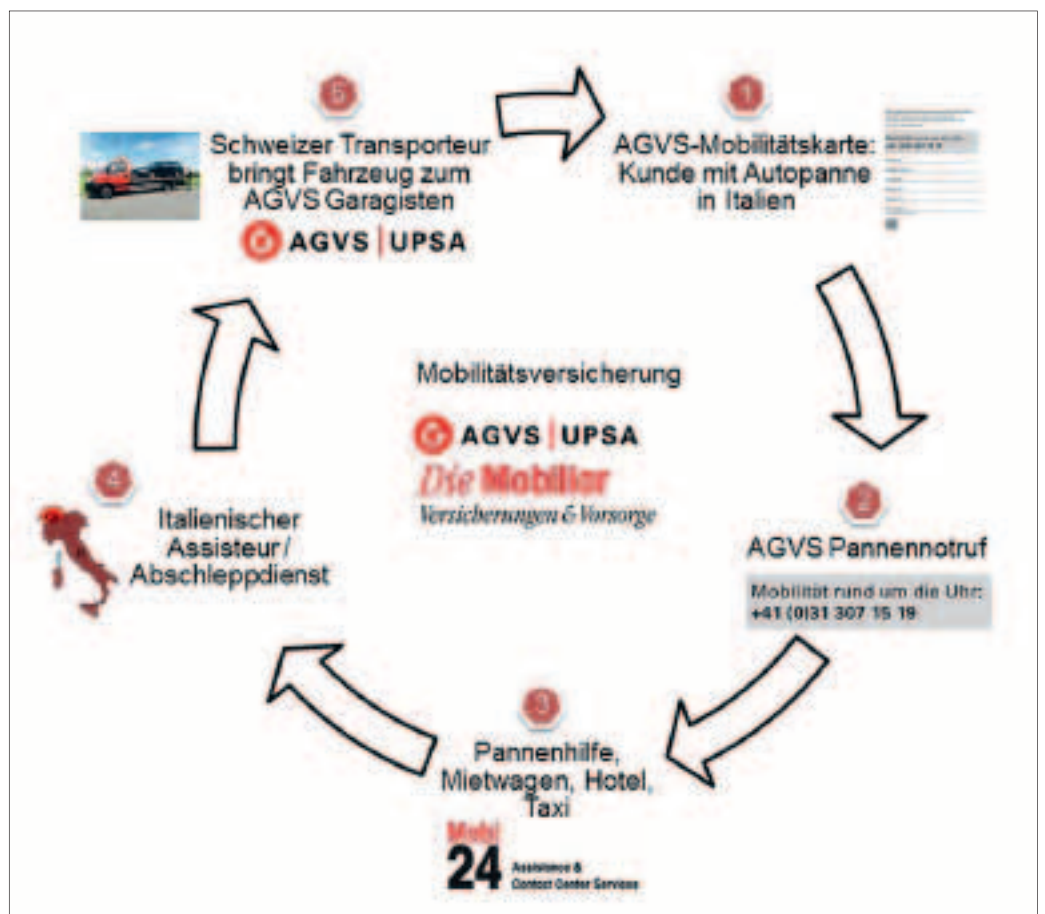 5
Schweizer Transporteur
bringt Fahrzeug zum
AGVS Garagisten
AGVS | UPSA
1
AGVS-Mobilitätskarte:
Kunde mit Autopanne
in Italien
Mobilitätsversicherung
AGVS | UPSA
Die Mobiliar
Versicherungen & Vorsorge
2
AGVS Pannennotruf
Mobilität rund um die Uhr:
+41 (0)31 307 15 19
3
Pannenhilfe,
Mietwagen, Hotel,
Taxi
Mobi
24 Assistance &
Contact Center Services
4
Italienischer
Assisteur/
Abschleppdienst